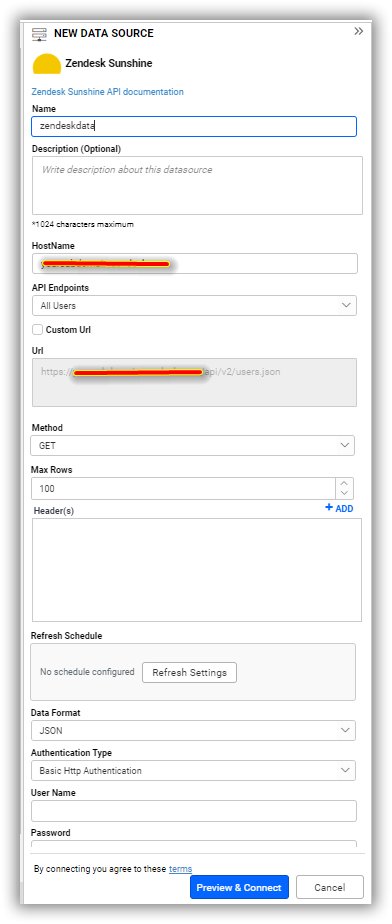 NEW DATA SOURCE
Zendesk Sunshine
Zendesk Sunshine API documentation
Name
zendeskdata
Description (Optional)
Write description about this datasource
*1024 characters maximum
HostName
API Endpoints
All Users
Custom Url
Url
https:/ api/v2/users.json
Method
GET
Max Rows
100
+ ADD
Header(s)
Refresh Schedule
No schedule configured Refresh Settings
Data Format
JSON
Authentication Type
Basic Http Authentication
User Name
Password
By connecting you agree to these terms
Preview & Connect Cancel